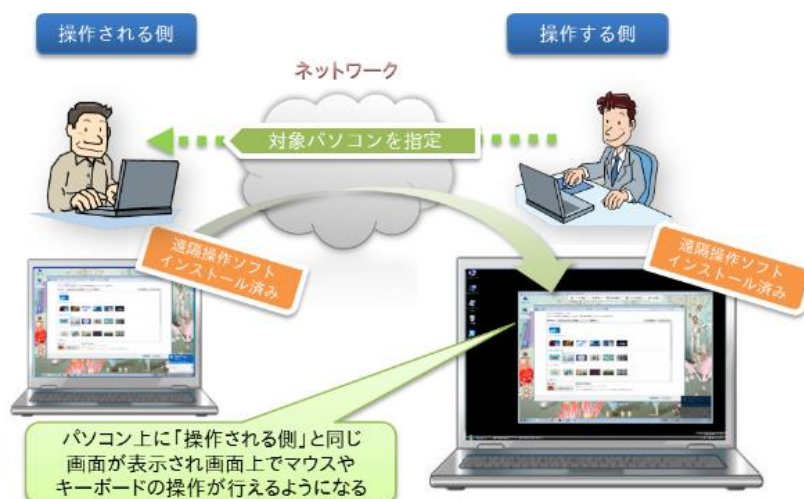 操作される側
操作する側
ネットワーク
対象パソコンを指定
遠隔操作ソフト
インストール済み
遠隔操作ソフト
インストール済み
パソコン上に「操作される側」と同じ
画面が表示され画面上でマウスや
キーボードの操作が行えるようになる